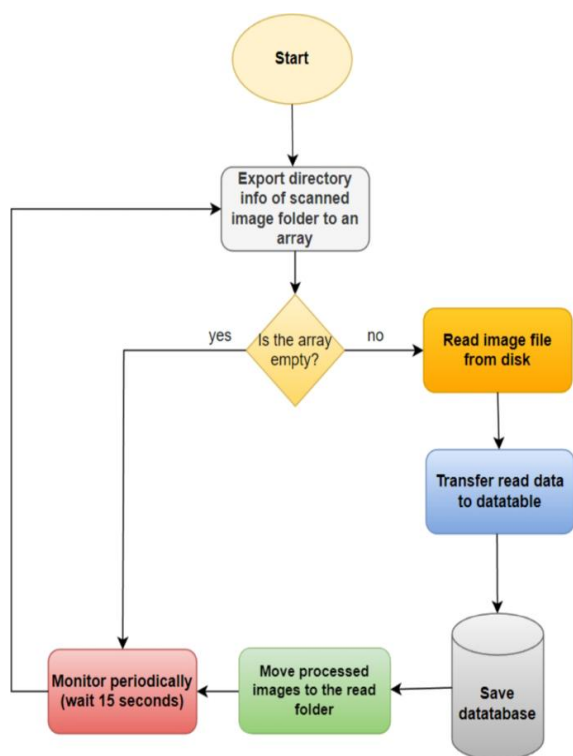 Start
Export directory
info of scanned
image folder to an
array
Is the array
empty?
yes
no
Read image file
from disk
Transfer read data
to datatable
Save
datatabase
Move processed
images to the read
folder
Monitor periodically
(wait 15 seconds)